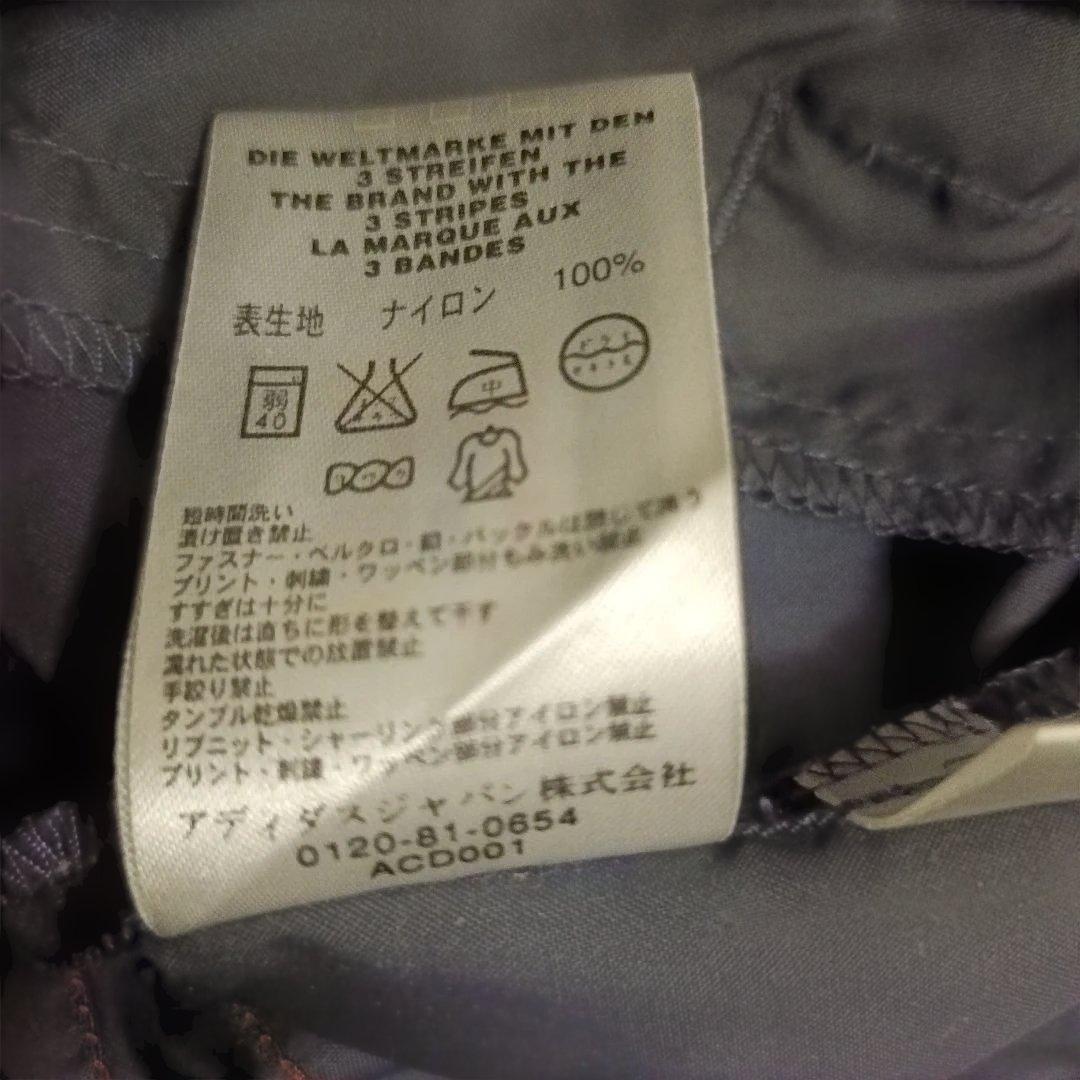 DIE WELTMARKE MIT DEN
3 STREIFEN
THE BRAND WITH THE
3 STRIPES
LA MARQUE AUX
3 BANDES
表生地 ナイロン 100%
弱
40
中
ドライ
短時間洗い
漬け置き禁止
ファスナー・ベルクロ・釦・バックルは閉じて洗う
プリント・刺繍・ワッペン部分もみ洗い禁止
すすぎは十分に
洗濯後は直ちに形を整えて干す
濡れた状態での放置禁止
手絞り禁止
タンブル乾燥禁止
リブニット・シャーリング部分アイロン禁止
プリント・刺繍・ワッペン部分アイロン禁止
アディダスジャパン株式会社
0120-81-0654
ACD001